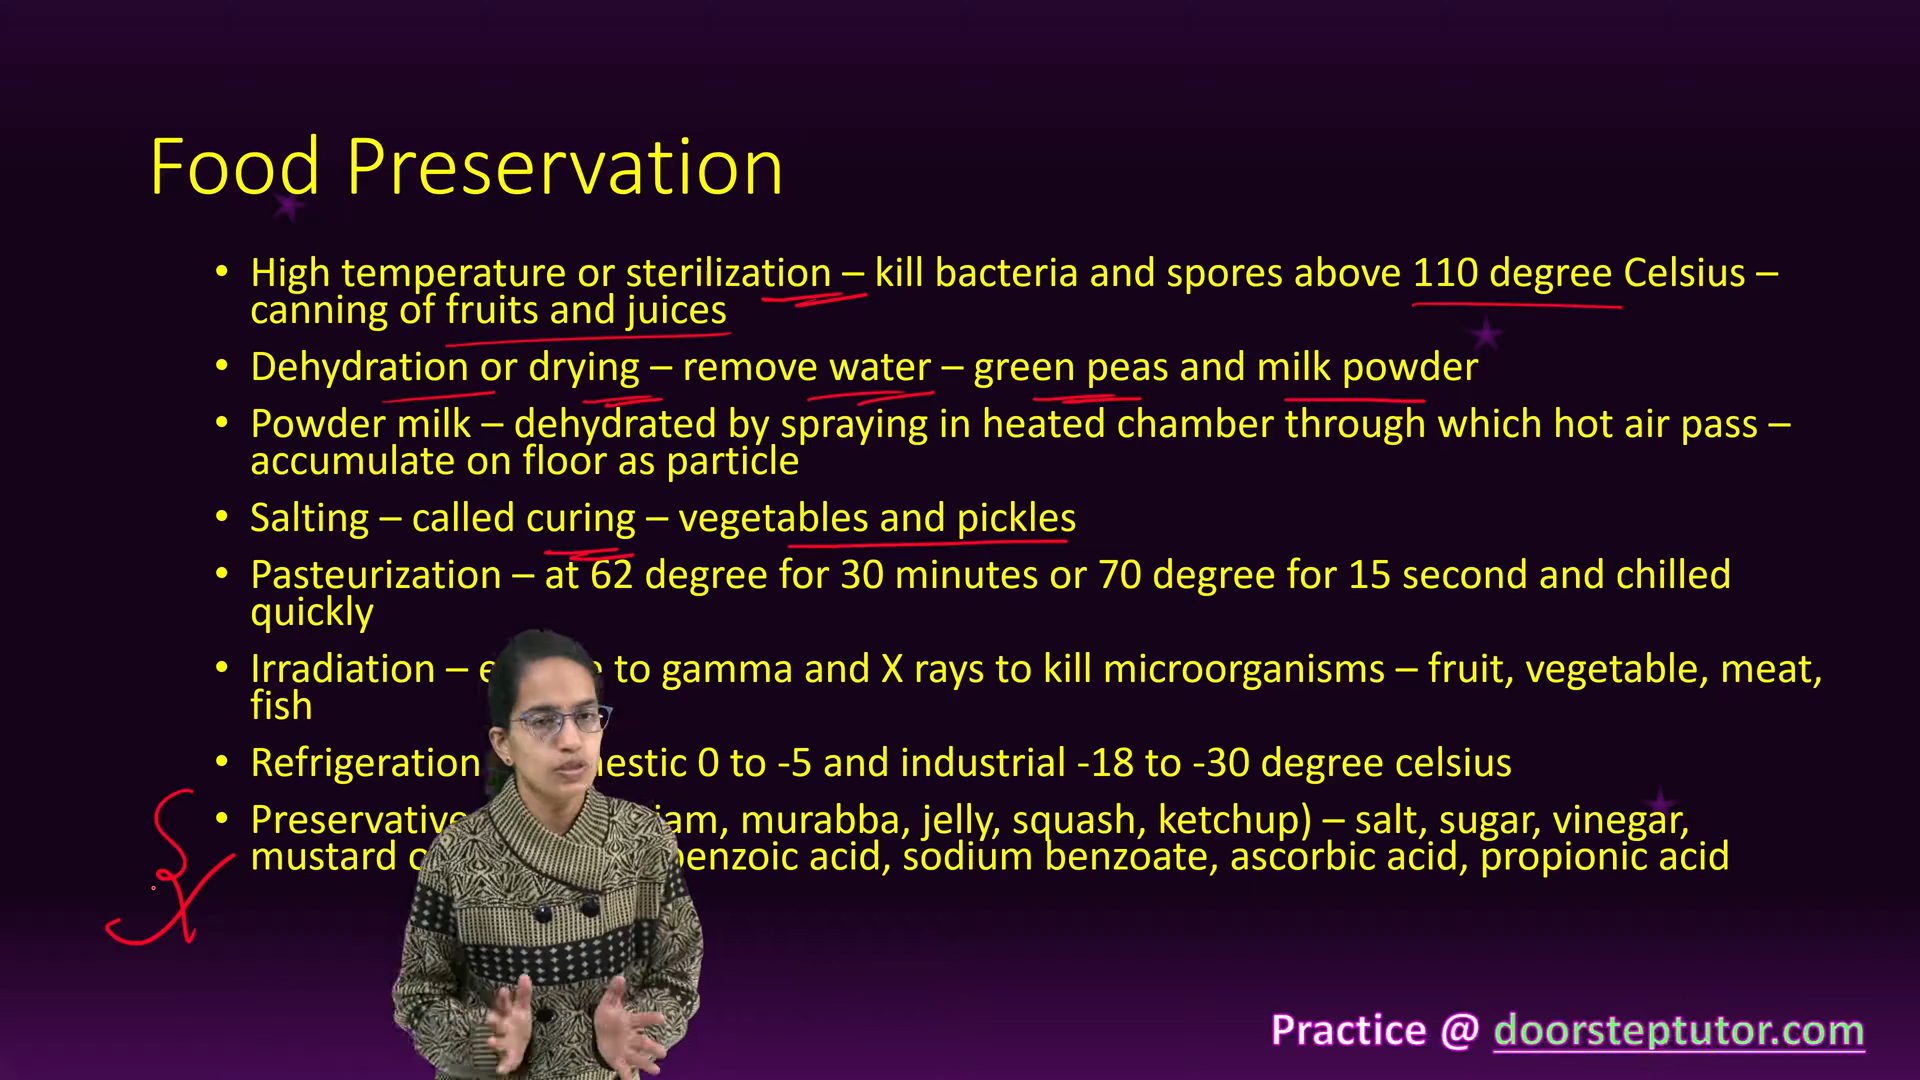 Food Preservation
• High temperature or sterilization – kill bacteria and spores above 110 degree Celsius –
canning of fruits and juices
• Dehydration or drying – remove water – green peas and milk powder
• Powder milk – dehydrated by spraying in heated chamber through which hot air pass –
accumulate on floor as particle
• Salting – called curing – vegetables and pickles
• Pasteurization – at 62 degree for 30 minutes or 70 degree for 15 second and chilled
quickly
• Irradiation – to gamma and X rays to kill microorganisms – fruit, vegetable, meat,
fish
• Refrigeration 0 to -5 and industrial -18 to -30 degree celsius
• jam, murabba, jelly, squash, ketchup) – salt, sugar, vinegar,
mustard benzoic acid, sodium benzoate, ascorbic acid, propionic acid
Practice @ doorsteptutor.com